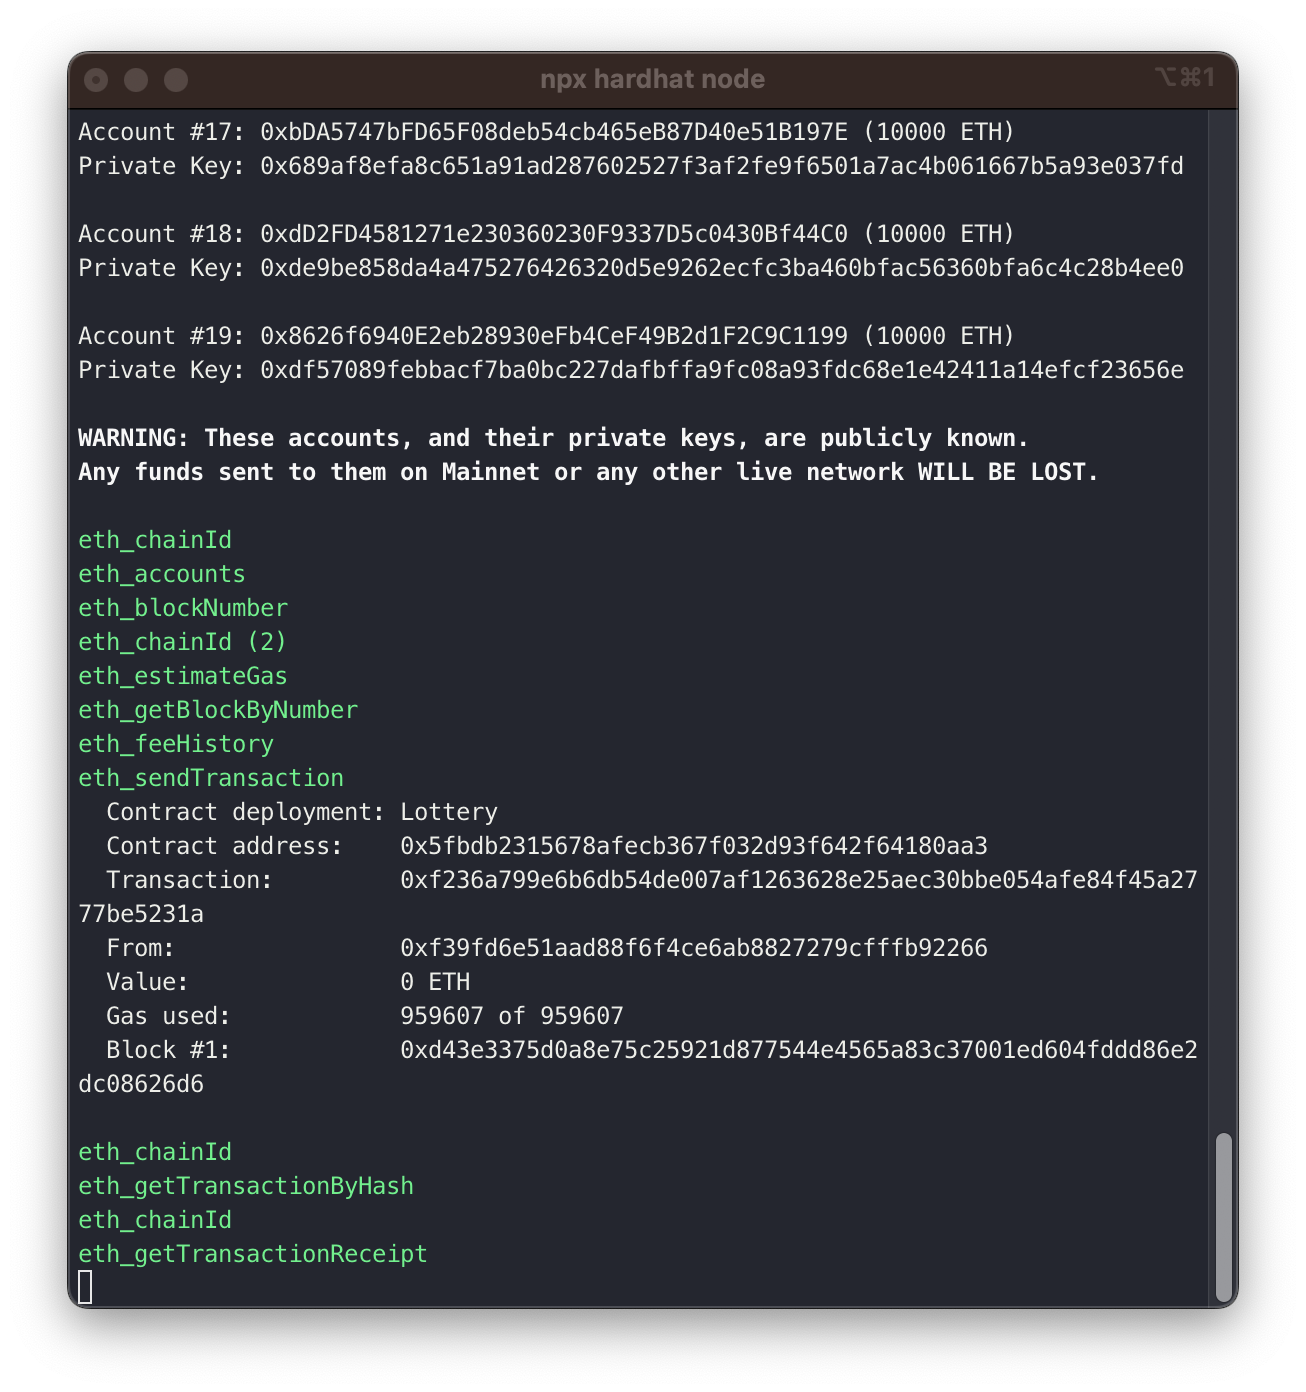 npx hardhat node
⌥⌘1
Account #17: 0xbDA5747bFD65F08deb54cb465eB87D40e51B197E (10000 ETH)
Private Key: 0x689af8efa8c651a91ad287602527f3af2fe9f6501a7ac4b061667b5a93e037fd
Account #18: 0xdD2FD4581271e230360230F9337D5c0430Bf44C0 (10000 ETH)
Private Key: 0xde9be858da4a475276426320d5e9262ecfc3ba460bfac56360bfa6c4c28b4ee0
Account #19: 0x8626f6940E2eb28930eFb4CeF49B2d1F2C9C1199 (10000 ETH)
Private Key: 0xdf57089febbacf7ba0bc227dafbffa9fc08a93fdc68e1e42411a14efcf23656e
WARNING: These accounts, and their private keys, are publicly known.
Any funds sent to them on Mainnet or any other live network WILL BE LOST.
eth_chainId
eth_accounts
eth_blockNumber
eth_chainId (2)
eth_estimateGas
eth_getBlockByNumber
eth_feeHistory
eth_sendTransaction
Contract deployment: Lottery
Contract address: 0x5fbdb2315678afecb367f032d93f642f64180aa3
Transaction: 0xf236a799e6b6db54de007af1263628e25aec30bbe054afe84f45a27
77be5231a
From: 0xf39fd6e51aad88f6f4ce6ab8827279cfffb92266
Value: 0 ETH
Gas used: 959607 of 959607
Block #1: 0xd43e3375d0a8e75c25921d877544e4565a83c37001ed604fddd86e2
dc08626d6
eth_chainId
eth_getTransactionByHash
eth_chainId
eth_getTransactionReceipt